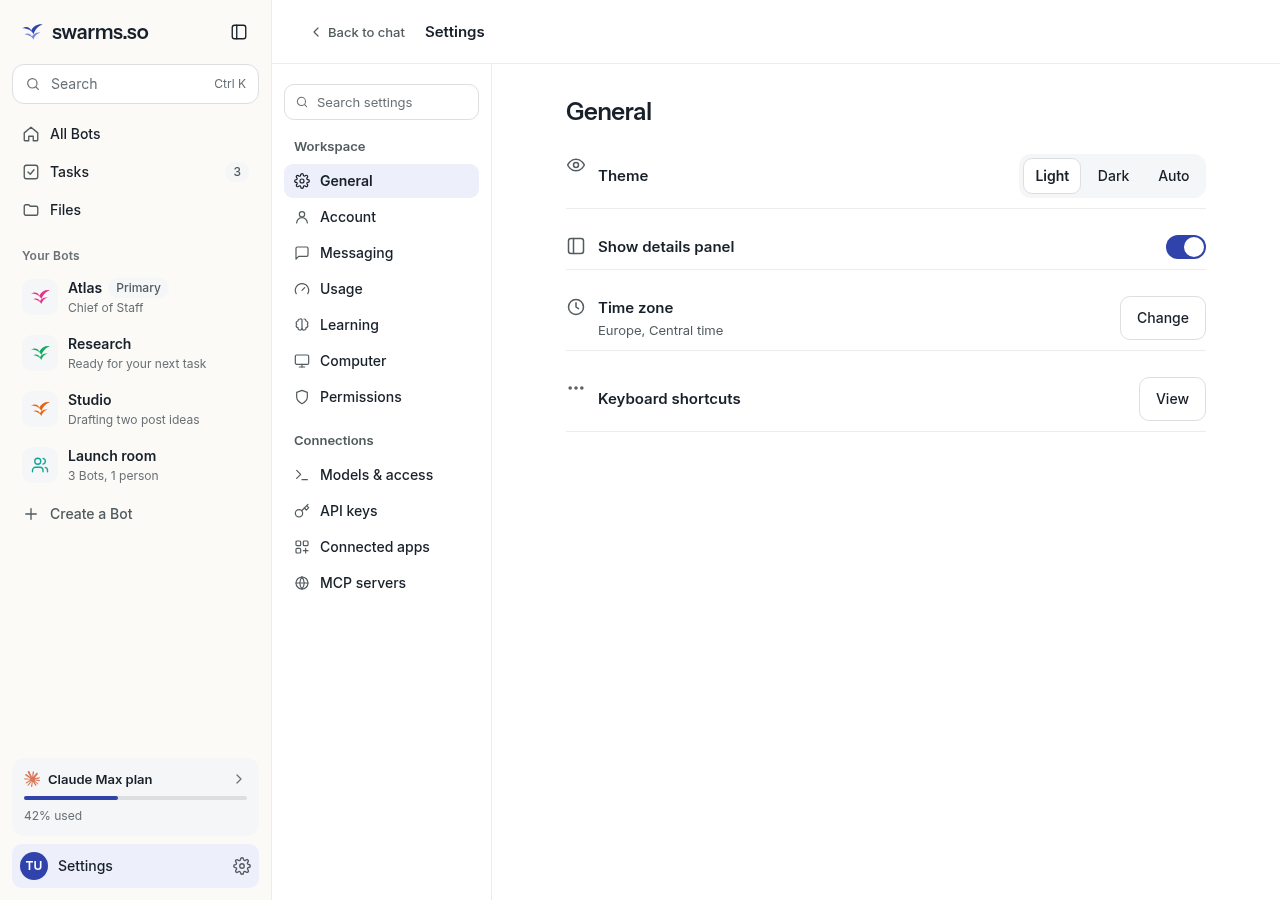 swarms.so
Search Ctrl K
All Bots
Tasks 3
Files
Your Bots
Atlas Primary
Chief of Staff
Research
Ready for your next task
Studio
Drafting two post ideas
Launch room
3 Bots, 1 person
Create a Bot
Claude Max plan
42% used
TU Settings
Back to chat Settings
Search settings
Workspace
General
Account
Messaging
Usage
Learning
Computer
Permissions
Connections
Models & access
API keys
Connected apps
MCP servers
General
Theme Light Dark Auto
Show details panel
Time zone
Europe, Central time
Change
Keyboard shortcuts View